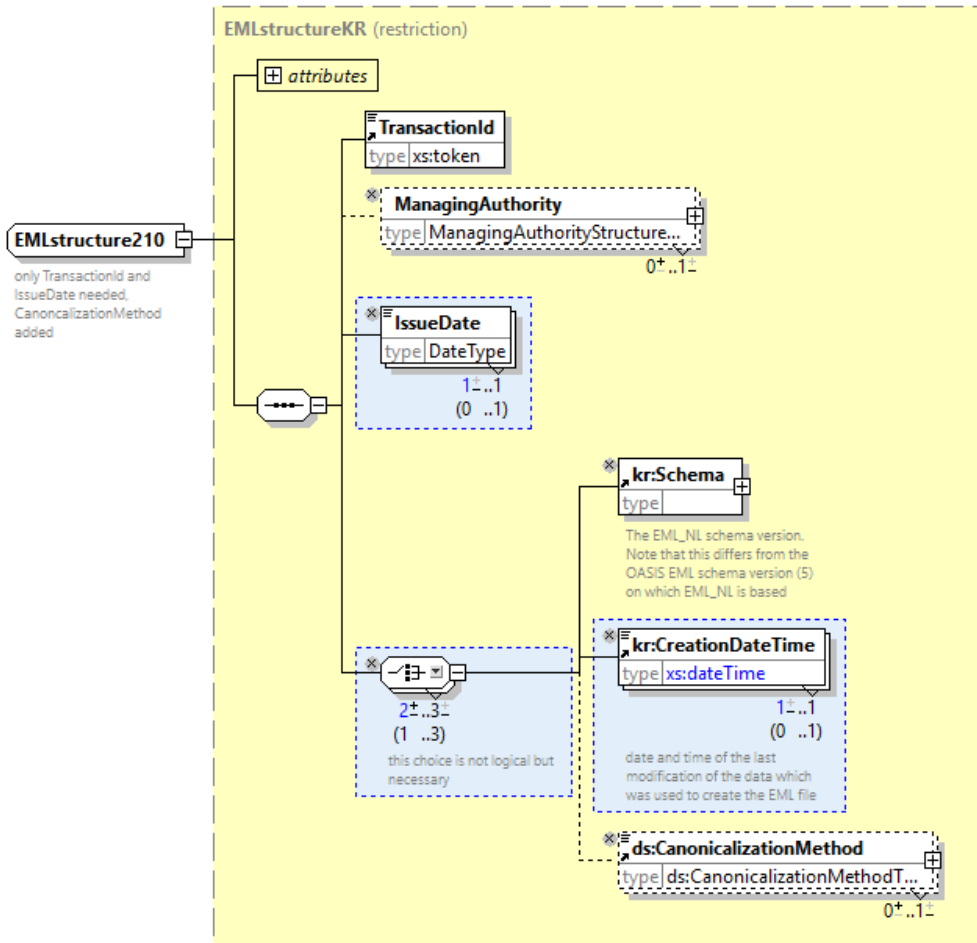 EMLstructureKR (restriction)
attributes
TransactionId
type xs:token
ManagingAuthority
type ManagingAuthorityStructure...
0±..1±
EMLstructure210
only TransactionId and
IssueDate needed,
CanoncalizationMethod
added
IssueDate
type DateType
1±..1
(0 ..1)
kr:Schema
type
The EML_NL schema version.
Note that this differs from the
OASIS EML schema version (5)
on which EML_NL is based
kr:CreationDateTime
type xs:dateTime
1±..1
(0 ..1)
date and time of the last
modification of the data which
was used to create the EML file
2±..3±
(1 ..3)
this choice is not logical but
necessary
ds:CanonicalizationMethod
type ds:CanonicalizationMethodT...
0±..1±